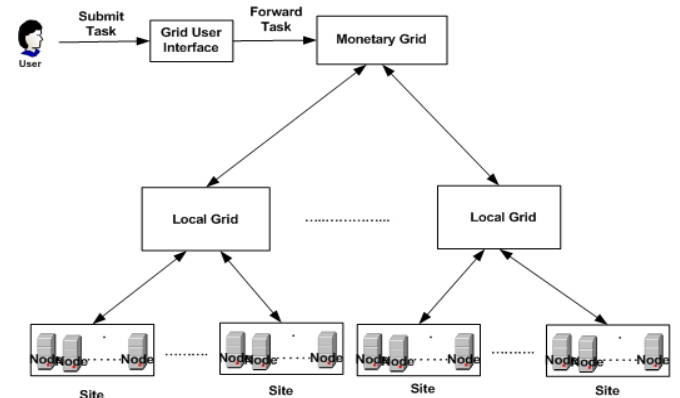 Submit
Task
Forward
Task
User
Grid User
Interface
Monetary Grid
Local Grid
Local Grid
Node
Node
Node
Node
Node
Node
Node
Node
Node
Node
Node
Node
Site
Site
Site
Site